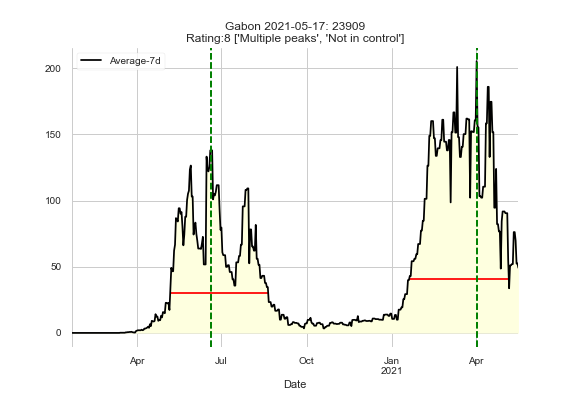 Gabon 2021-05-17: 23909
Rating:8 ['Multiple peaks', 'Not in control']
Average-7d
200
150
100
50
0
Apr Jul Oct Jan Apr
2021
Date